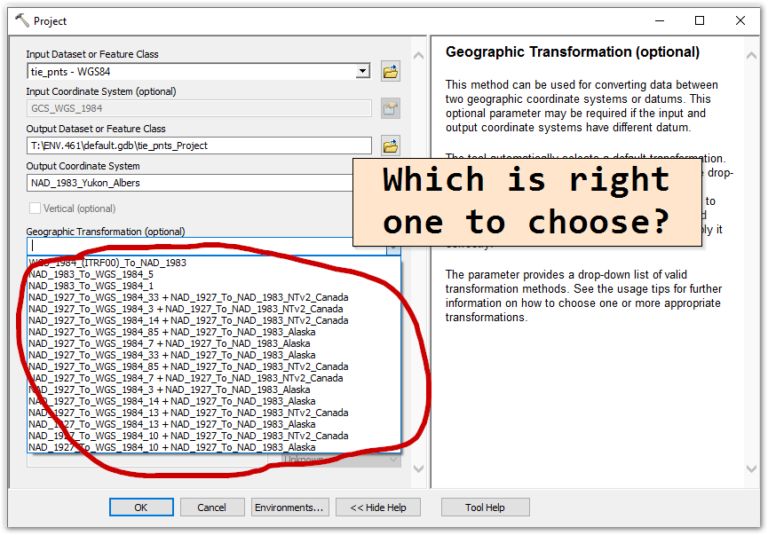 Project
Input Dataset or Feature Class
tie_pnts - WGS84
Input Coordinate System (optional)
GCS_WGS_1984
Output Dataset or Feature Class
T:\ENV.461\default.gdb\tie_pnts_Project
Output Coordinate System
NAD_1983_Yukon_Albers
Vertical (optional)
Geographic Transformation (optional)
WGS_1984_(ITRF00)_To_NAD_1983
NAD_1983_To_WGS_1984_5
NAD_1983_To_WGS_1984_1
NAD_1927_To_WGS_1984_33 + NAD_1927_To_NAD_1983_NTv2_Canada
NAD_1927_To_WGS_1984_3 + NAD_1927_To_NAD_1983_NTv2_Canada
NAD_1927_To_WGS_1984_14 + NAD_1927_To_NAD_1983_NTv2_Canada
NAD_1927_To_WGS_1984_85 + NAD_1927_To_NAD_1983_Alaska
NAD_1927_To_WGS_1984_7 + NAD_1927_To_NAD_1983_Alaska
NAD_1927_To_WGS_1984_33 + NAD_1927_To_NAD_1983_Alaska
NAD_1927_To_WGS_1984_85 + NAD_1927_To_NAD_1983_NTv2_Canada
NAD_1927_To_WGS_1984_7 + NAD_1927_To_NAD_1983_NTv2_Canada
NAD_1927_To_WGS_1984_3 + NAD_1927_To_NAD_1983_Alaska
NAD_1927_To_WGS_1984_14 + NAD_1927_To_NAD_1983_Alaska
NAD_1927_To_WGS_1984_13 + NAD_1927_To_NAD_1983_NTv2_Canada
NAD_1927_To_WGS_1984_13 + NAD_1927_To_NAD_1983_Alaska
NAD_1927_To_WGS_1984_10 + NAD_1927_To_NAD_1983_NTv2_Canada
NAD_1927_To_WGS_1984_10 + NAD_1927_To_NAD_1983_Alaska
OK
Cancel
Environments...
<< Hide Help
Tool Help
Geographic Transformation (optional)
This method can be used for converting data between
two geographic coordinate systems or datums. This
optional parameter may be required if the input and
output coordinate systems have different datum.
The tool automatically selects a default transformation.
drop-
to
it
The parameter provides a drop-down list of valid
transformation methods. See the usage tips for further
information on how to choose one or more appropriate
transformations.
Which is right
one to choose?